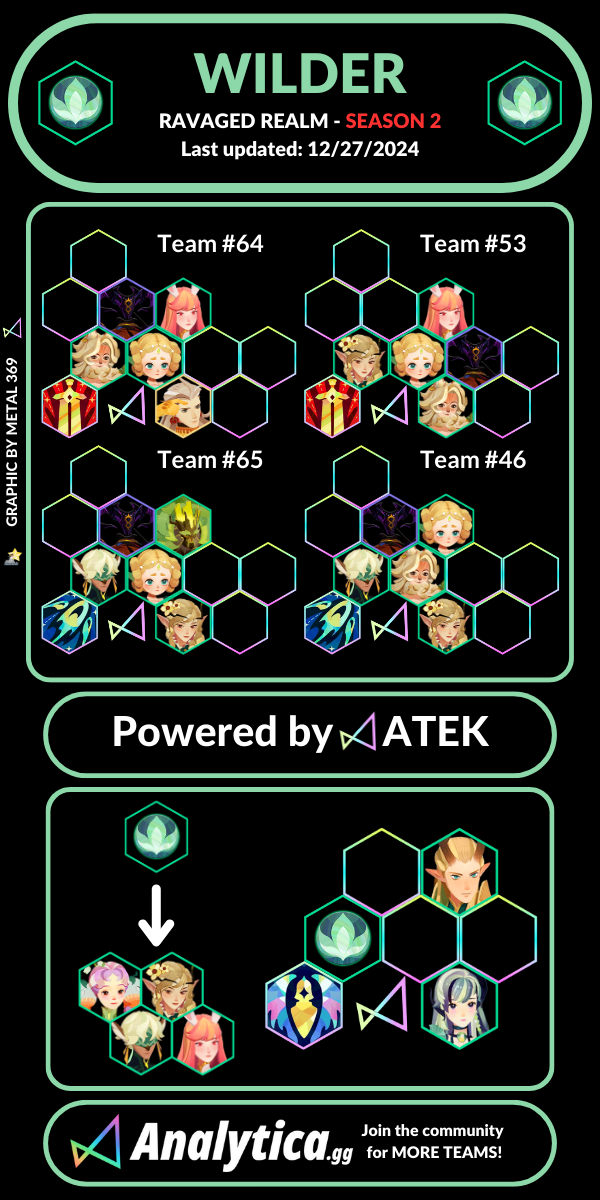 WILDER
RAVAGED REALM - SEASON 2
Last updated: 12/27/2024
Team #64
Team #53
GRAPHIC BY METAL 369
Team #65
Team #46
Powered by ATEK
Analytica.gg
Join the community
for MORE TEAMS!